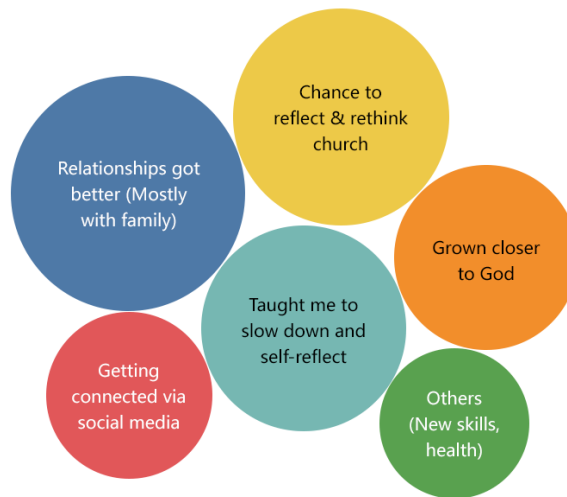 Chance to
reflect & rethink
church
Relationships got
better (Mostly
with family)
Grown closer
to God
Taught me to
slow down and
self-reflect
Getting
connected via
social media
Others
(New skills,
health)